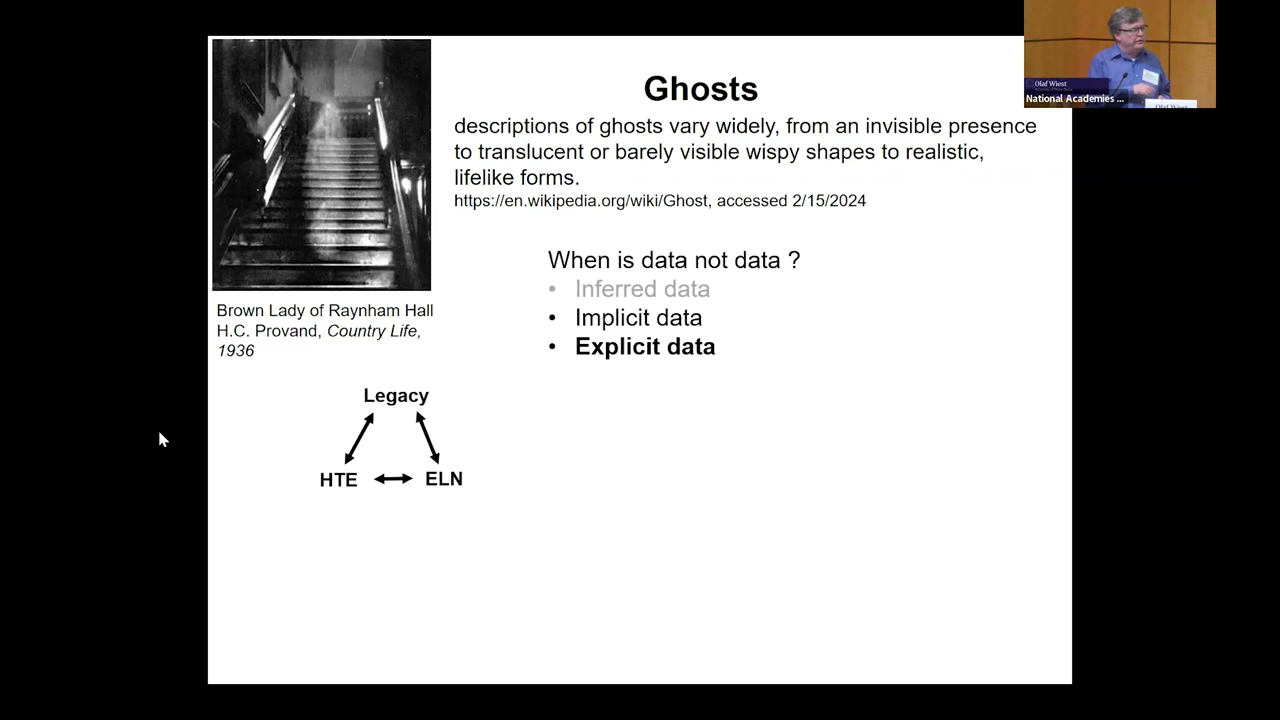 Ghosts
descriptions of ghosts vary widely, from an invisible presence
to translucent or barely visible wispy shapes to realistic,
lifelike forms.
https://en.wikipedia.org/wiki/Ghost, accessed 2/15/2024
When is data not data ?
• Inferred data
• Implicit data
• Explicit data
Brown Lady of Raynham Hall
H.C. Provand, Country Life,
1936
Legacy
HTE
ELN
Olaf Wiest
National Academies ...
Olaf Wiest